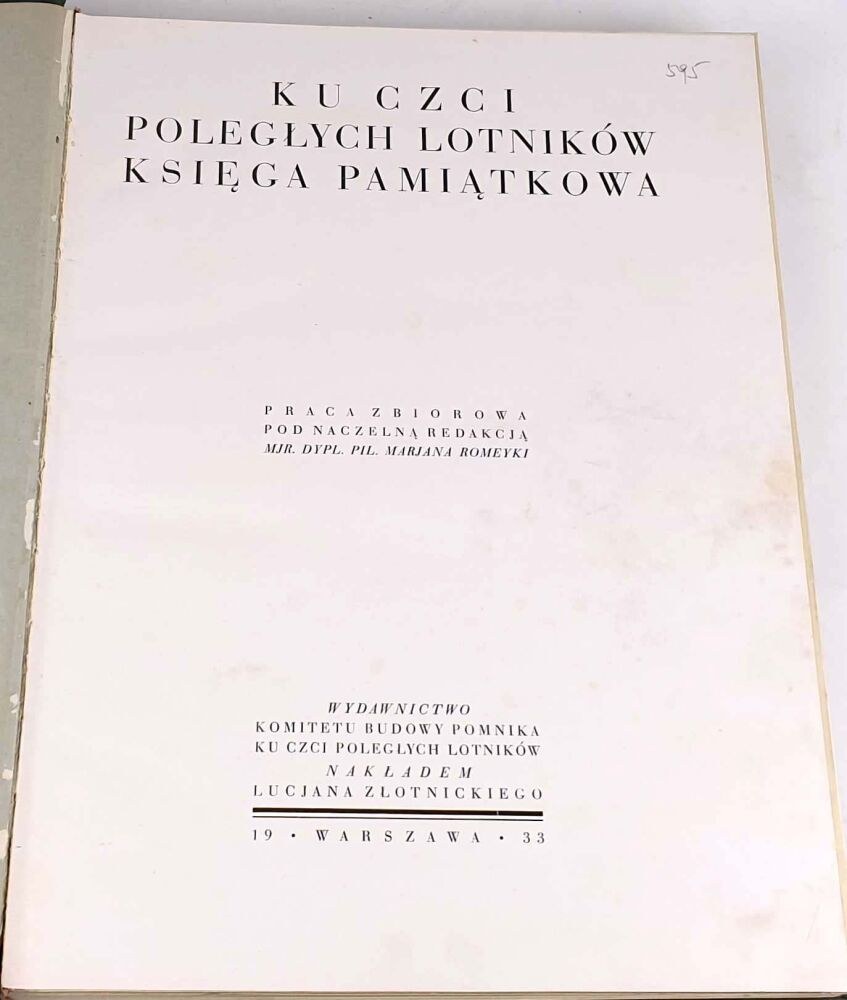 595
KU CZCI
POLEGŁYCH LOTNIKÓW
KSIĘGA PAMIĄTKOWA
PRACA ZBIOROWA
POD NACZELNĄ REDAKCJĄ
MJR. DYPL. PIL. MARJANA ROMEYKI
WYDAWNICTWO
KOMITETU BUDOWY POMNIKA
KU CZCI POLEGŁYCH LOTNIKÓW
NAKŁADEM
LUCJANA ZŁOTNICKIEGO
19 • WARSZAWA • 33